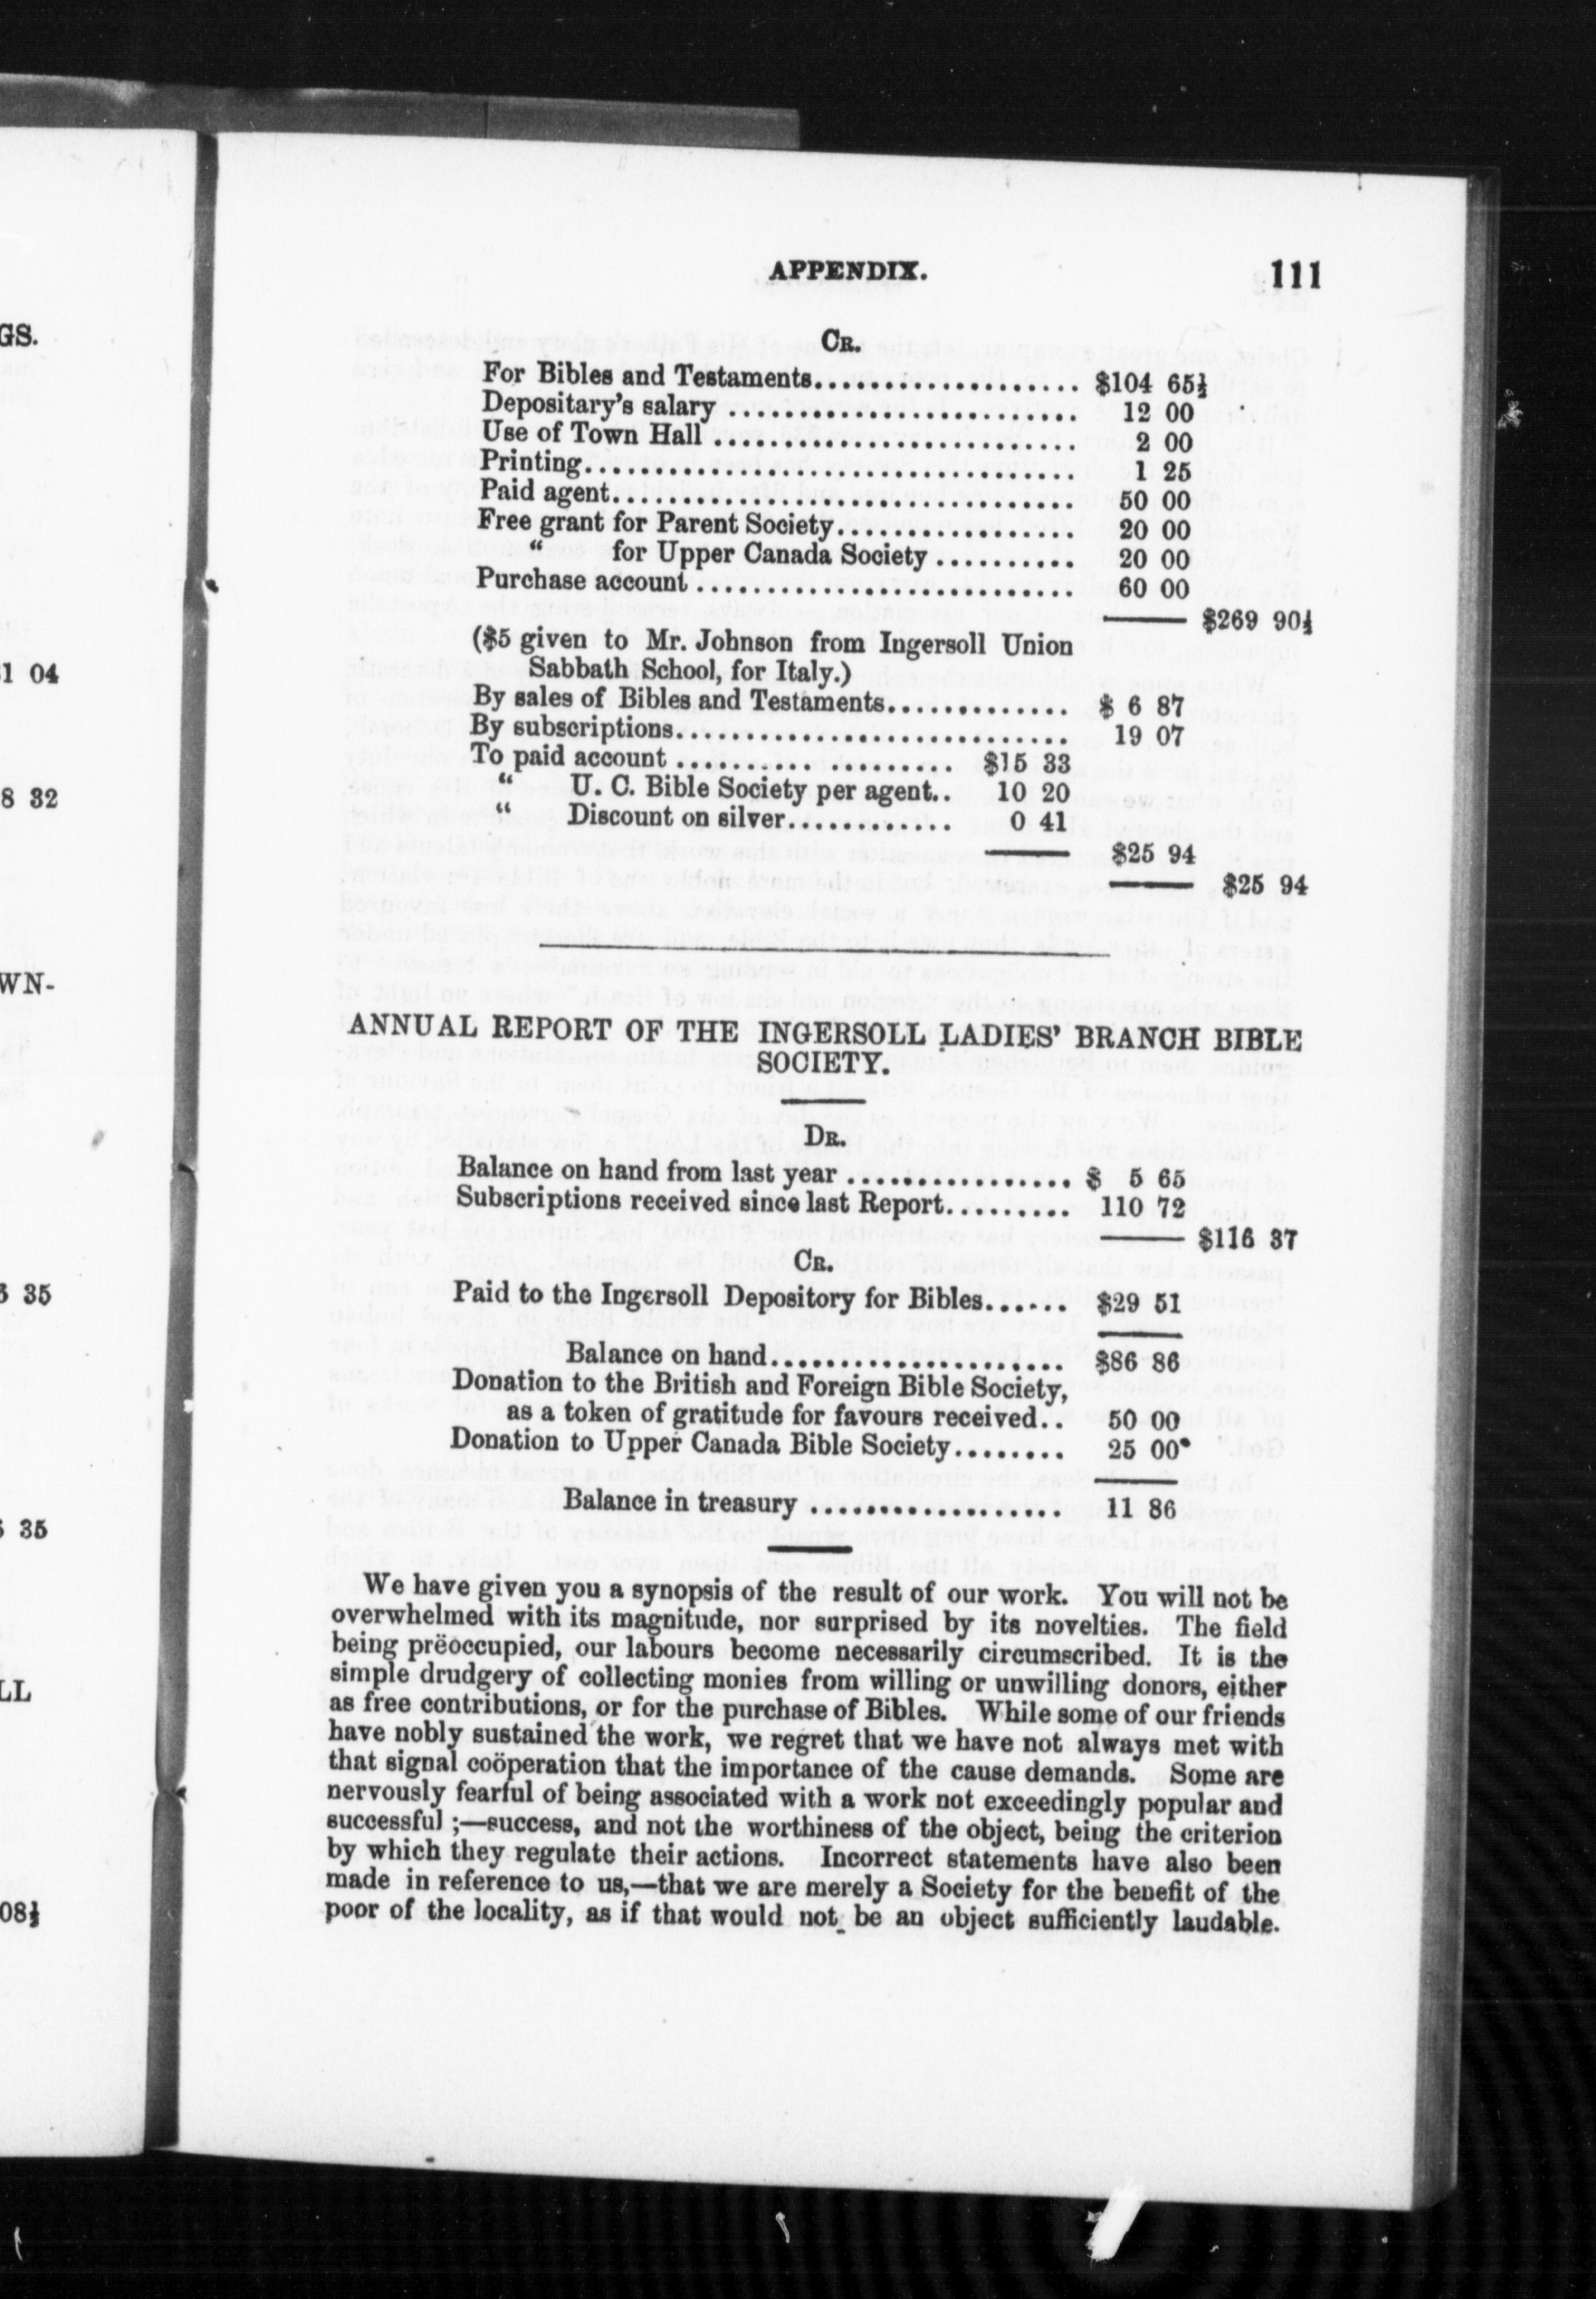 GS.
1 04
8 32
WN-
35
35
LL
08½
APPENDIX. 111
CR.
For Bibles and Testaments................... $104 65½
Depositary's salary ......................... 12 00
Use of Town Hall .......................... 2 00
Printing................................... 1 25
Paid agent................................. 50 00
Free grant for Parent Society................. 20 00
" for Upper Canada Society .......... 20 00
Purchase account ........................... 60 00
$269 90½
($5 given to Mr. Johnson from Ingersoll Union
Sabbath School, for Italy.)
By sales of Bibles and Testaments............. $ 6 87
By subscriptions............................ 19 07
To paid account .......... ......... $15 33
" U. C. Bible Society per agent.. 10 20
" Discount on silver............ 0 41
$25 94
$25 94
ANNUAL REPORT OF THE INGERSOLL LADIES' BRANCH BIBLE
SOCIETY.
DR.
Balance on hand from last year ................ $ 5 65
Subscriptions received since last Report......... 110 72
$116 37
CR.
Paid to the Ingersoll Depository for Bibles...... $29 51
Balance on hand..................... $86 86
Donation to the British and Foreign Bible Society,
as a token of gratitude for favours received.. 50 00
Donation to Upper Canada Bible Society........ 25 00
Balance in treasury .................. 11 86
We have given you a synopsis of the result of our work. You will not be
overwhelmed with its magnitude, nor surprised by its novelties. The field
being prëoccupied, our labours become necessarily circumscribed. It is the
simple drudgery of collecting monies from willing or unwilling donors, either
as free contributions, or for the purchase of Bibles. While some of our friends
have nobly sustained the work, we regret that we have not always met with
that signal coöperation that the importance of the cause demands. Some are
nervously fearful of being associated with a work not exceedingly popular and
successful ;—success, and not the worthiness of the object, being the criterion
by which they regulate their actions. Incorrect statements have also been
made in reference to us,—that we are merely a Society for the benefit of the
poor of the locality, as if that would not be an object sufficiently laudable.